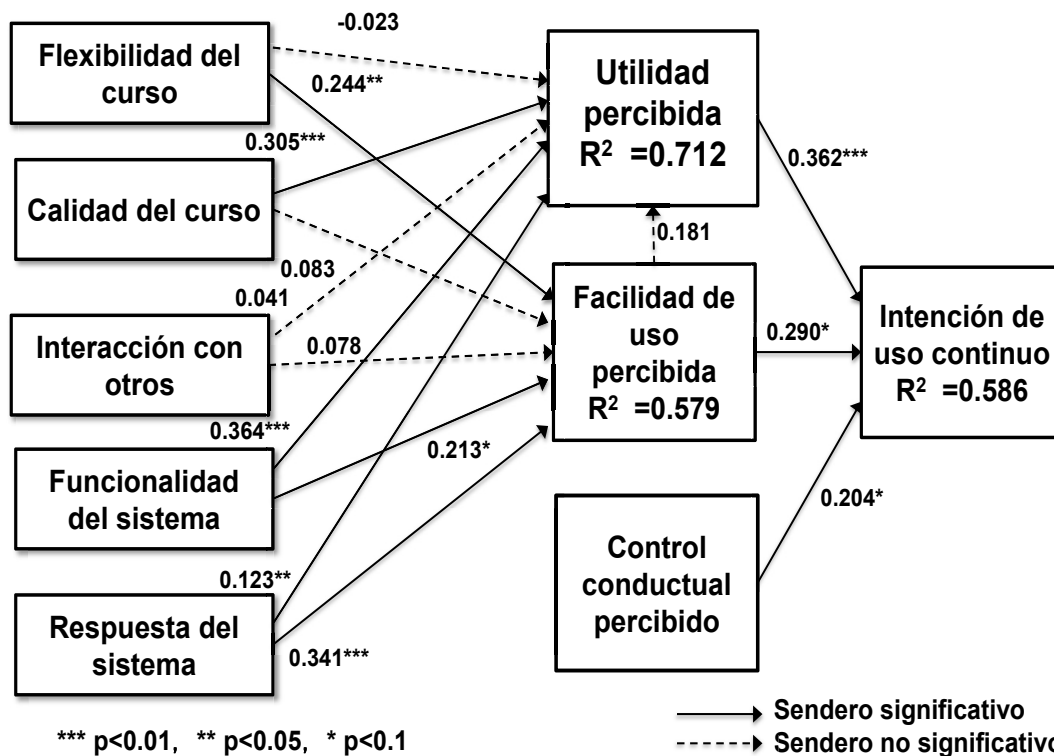 -0.023
Flexibilidad del
curso
0.244**
Utilidad
percibida
R² =0.712
0.305***
0.362***
Calidad del curso
0.181
0.083
0.041
Facilidad de
uso
percibida
R² =0.579
Interacción con
otros
0.078
0.290*
Intención de
uso continuo
R² =0.586
0.364***
0.213*
Funcionalidad
del sistema
0.204*
Control
conductual
percibido
0.123**
Respuesta del
sistema
0.341***
Sendero significativo
Sendero no significativo
*** p<0.01, ** p<0.05, * p<0.1